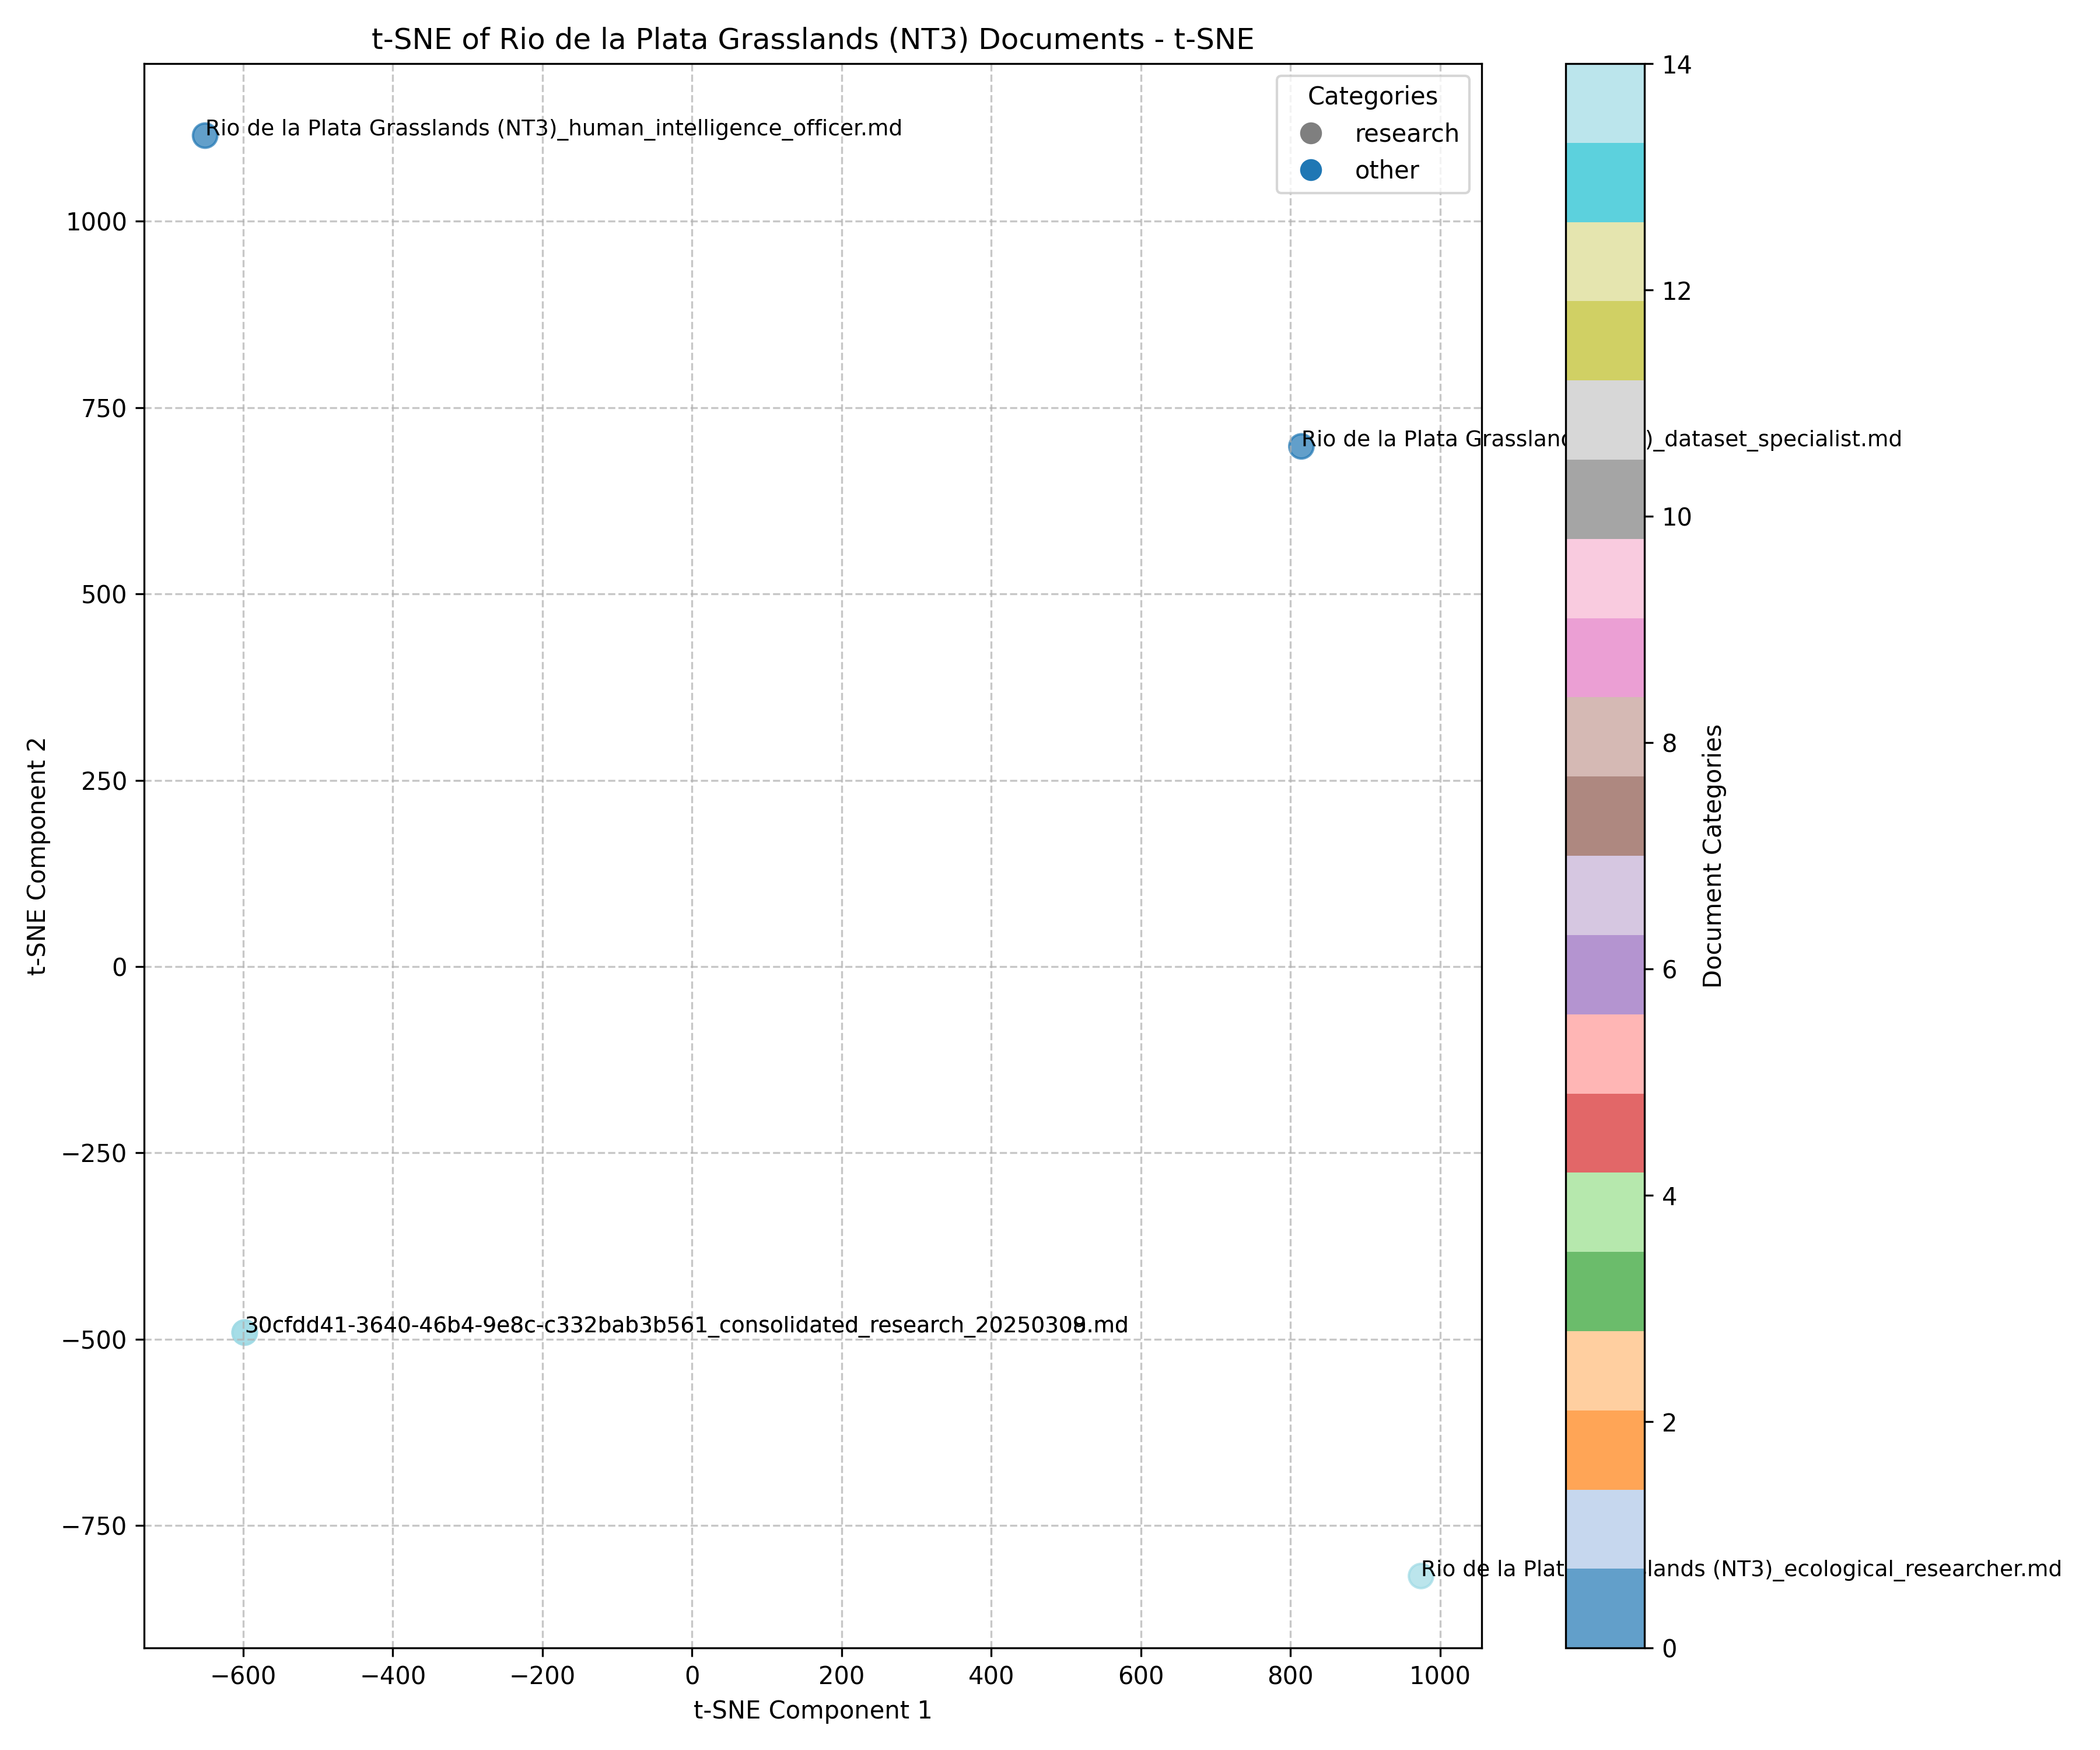 t-SNE of Rio de la Plata Grasslands (NT3) Documents - t-SNE
Categories
research
other
Rio de la Plata Grasslands (NT3)_human_intelligence_officer.md
Rio de la Plata Grassland )_dataset_specialist.md
30cfdd41-3640-46b4-9e8c-c332bab3b561_consolidated_research_2025030 .md
Rio de la Plat lands (NT3)_ecological_researcher.md
1000
750
500
250
0
−250
−500
−750
t-SNE Component 2
−600
−400
−200
0
200
400
600
800
1000
t-SNE Component 1
14
12
10
8
6
4
2
0
Document Categories